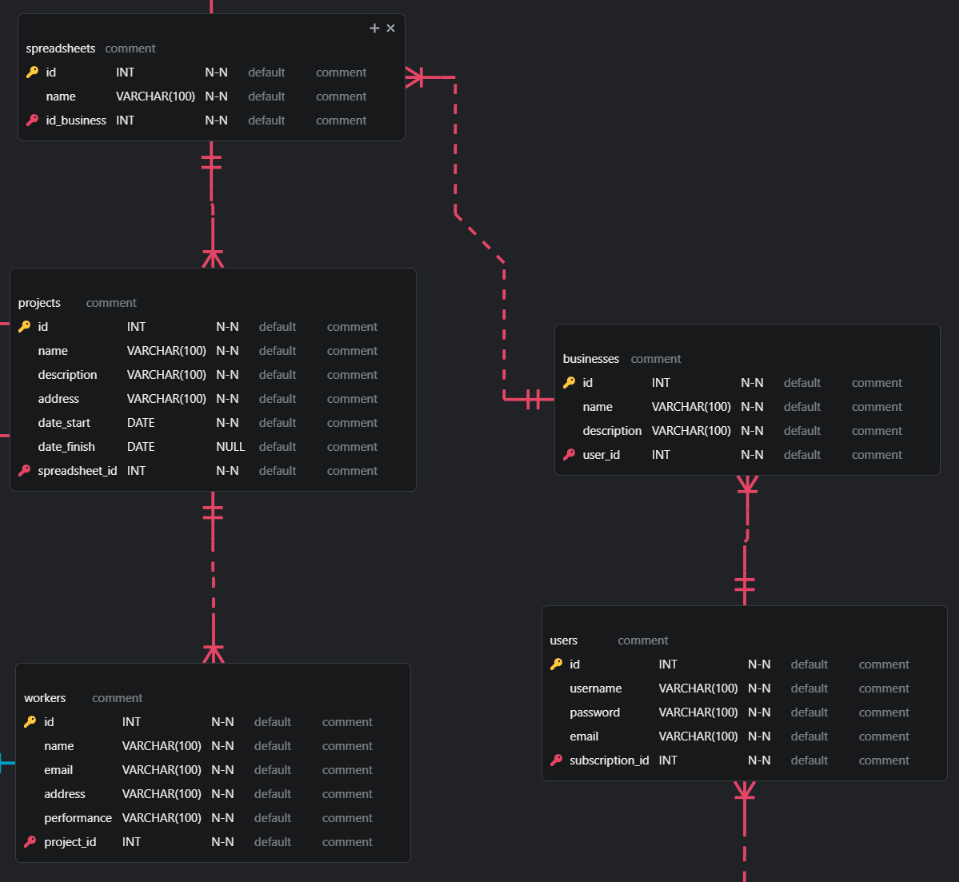 spreadsheets comment
id INT N-N default comment
name VARCHAR(100) N-N default comment
id_business INT N-N default comment
projects comment
id INT N-N default comment
name VARCHAR(100) N-N default comment
description VARCHAR(100) N-N default comment
address VARCHAR(100) N-N default comment
date_start DATE N-N default comment
date_finish DATE NULL default comment
spreadsheet_id INT N-N default comment
businesses comment
id INT N-N default comment
name VARCHAR(100) N-N default comment
description VARCHAR(100) N-N default comment
user_id INT N-N default comment
workers comment
id INT N-N default comment
name VARCHAR(100) N-N default comment
email VARCHAR(100) N-N default comment
address VARCHAR(100) N-N default comment
performance VARCHAR(100) N-N default comment
project_id INT N-N default comment
users comment
id INT N-N default comment
username VARCHAR(100) N-N default comment
password VARCHAR(100) N-N default comment
email VARCHAR(100) N-N default comment
subscription_id INT N-N default comment